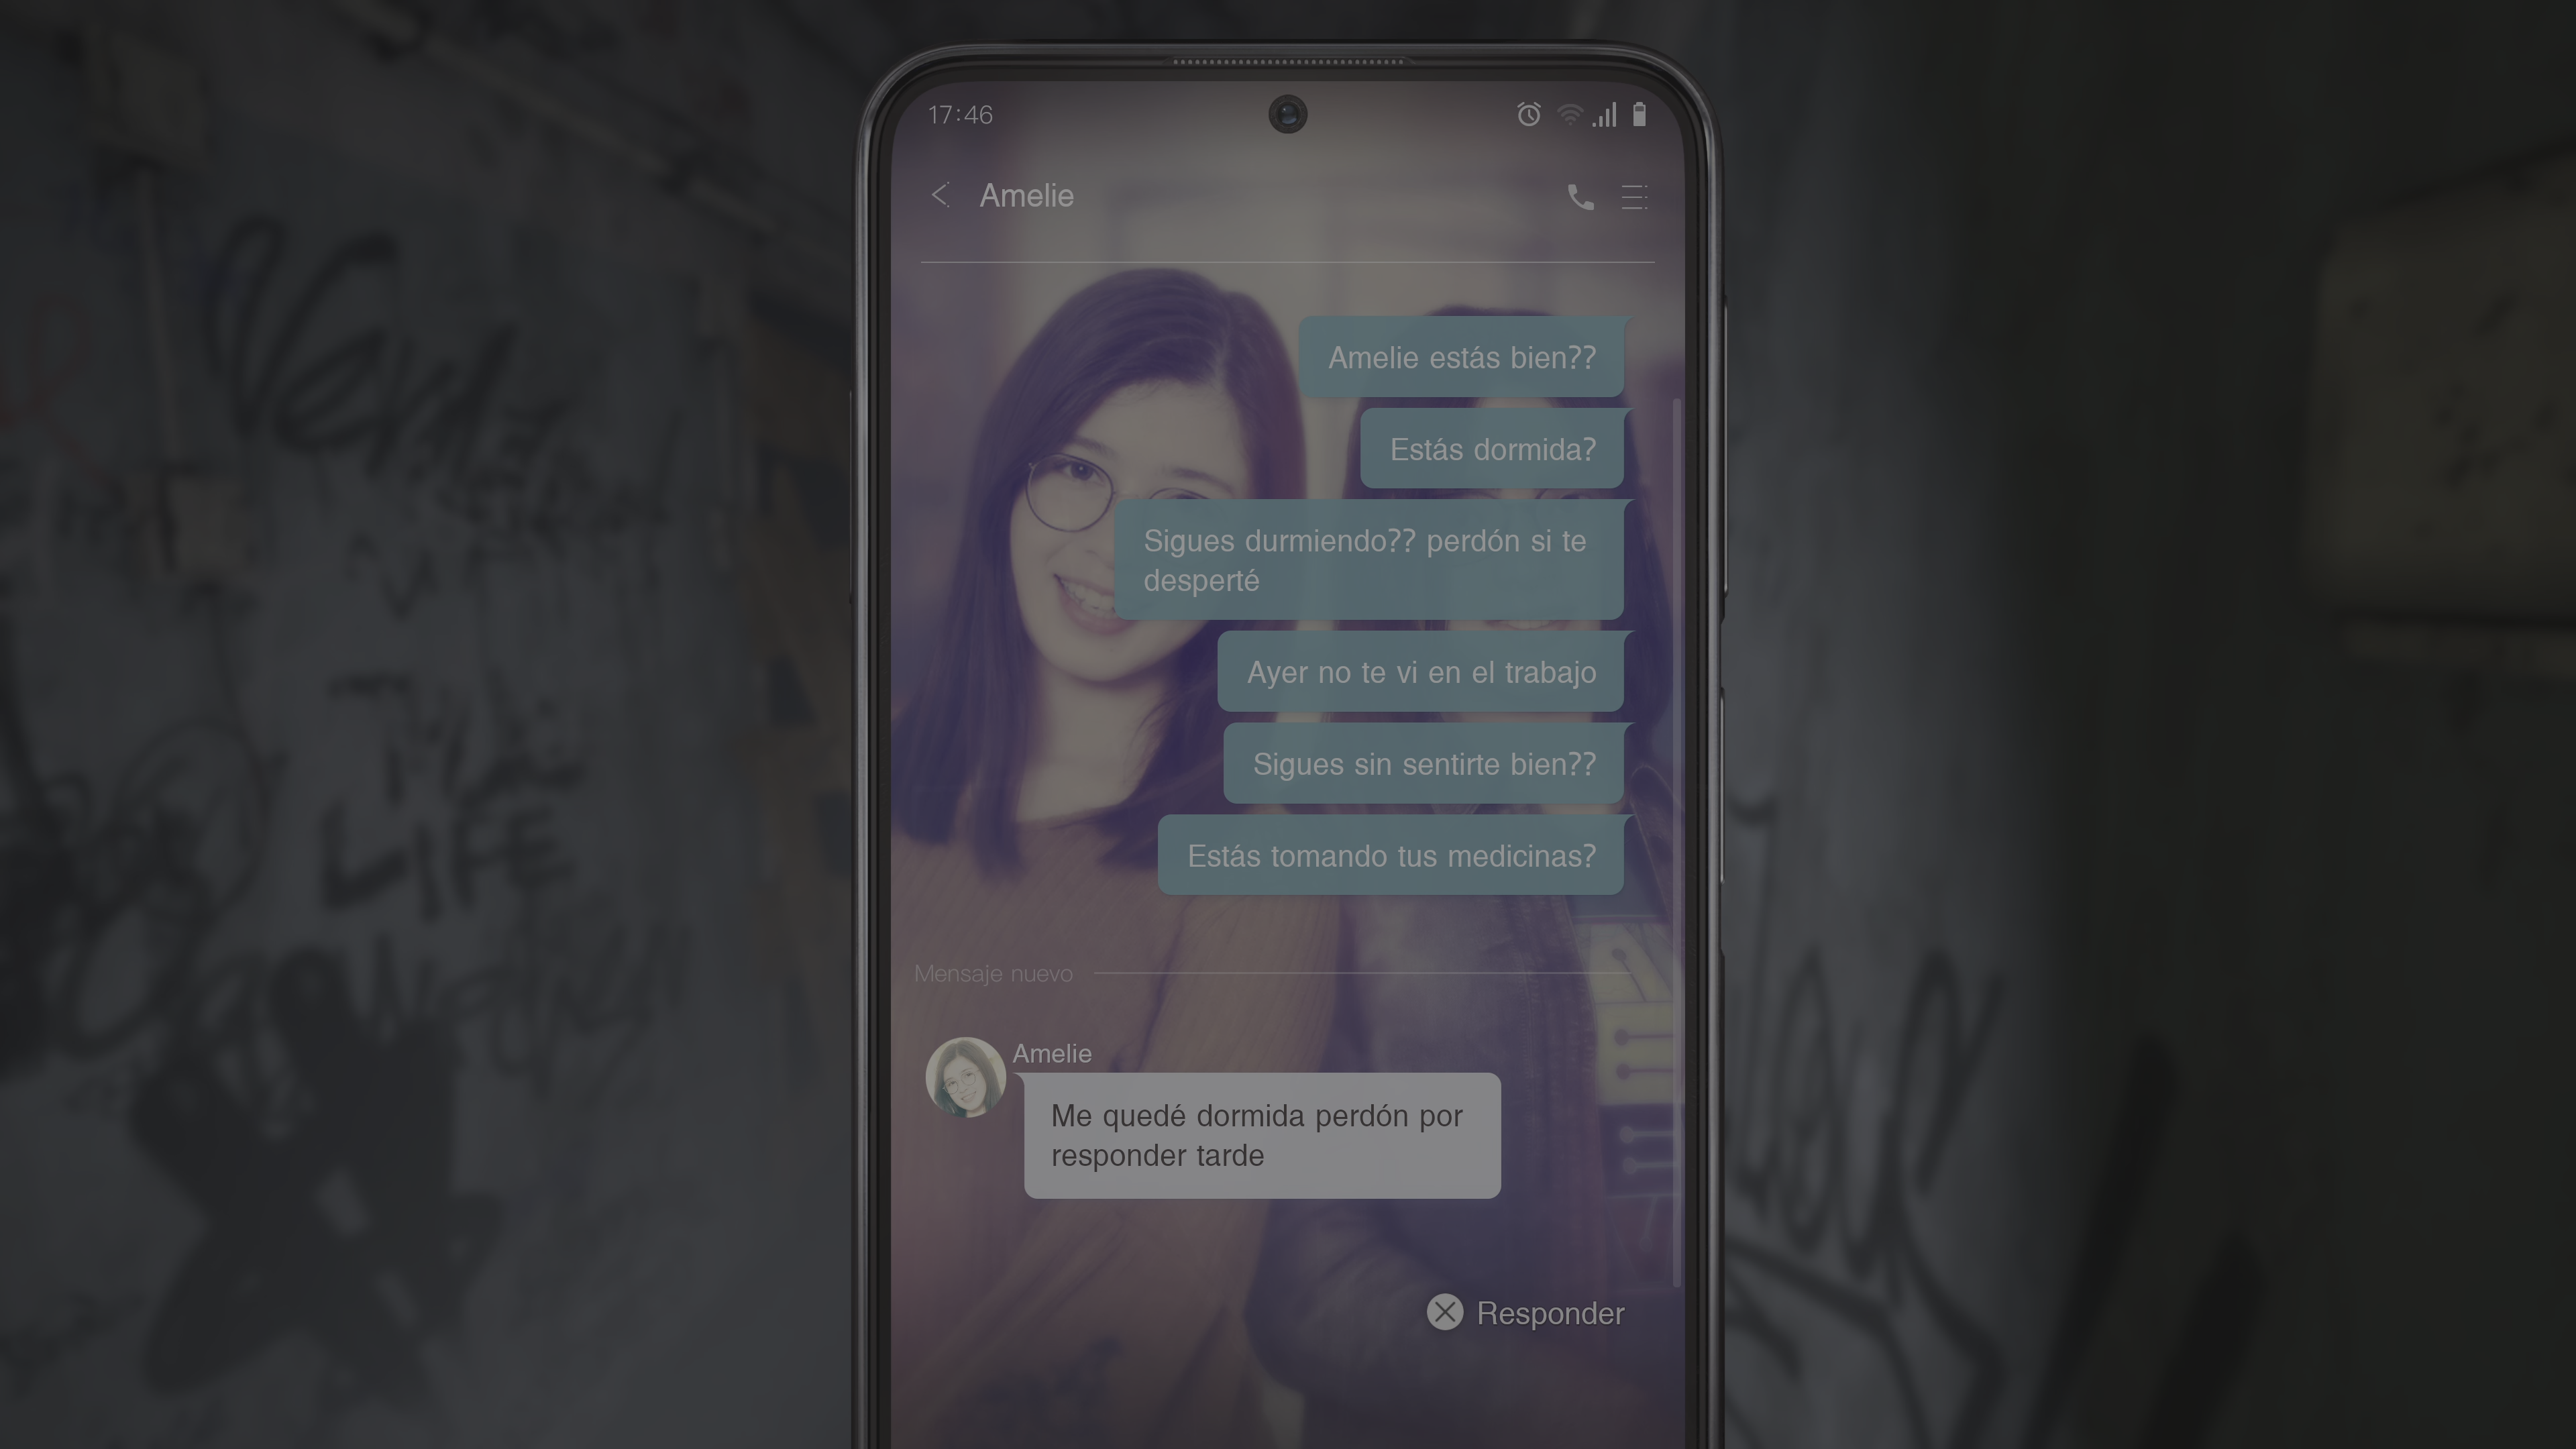 17:46
Amelie
Amelie estás bien??
Estás dormida?
Sigues durmiendo?? perdón si te
desperté
Ayer no te vi en el trabajo
Sigues sin sentirte bien??
Estás tomando tus medicinas?
Mensaje nuevo
Amelie
Me quedé dormida perdón por
responder tarde
Responder
LIFE